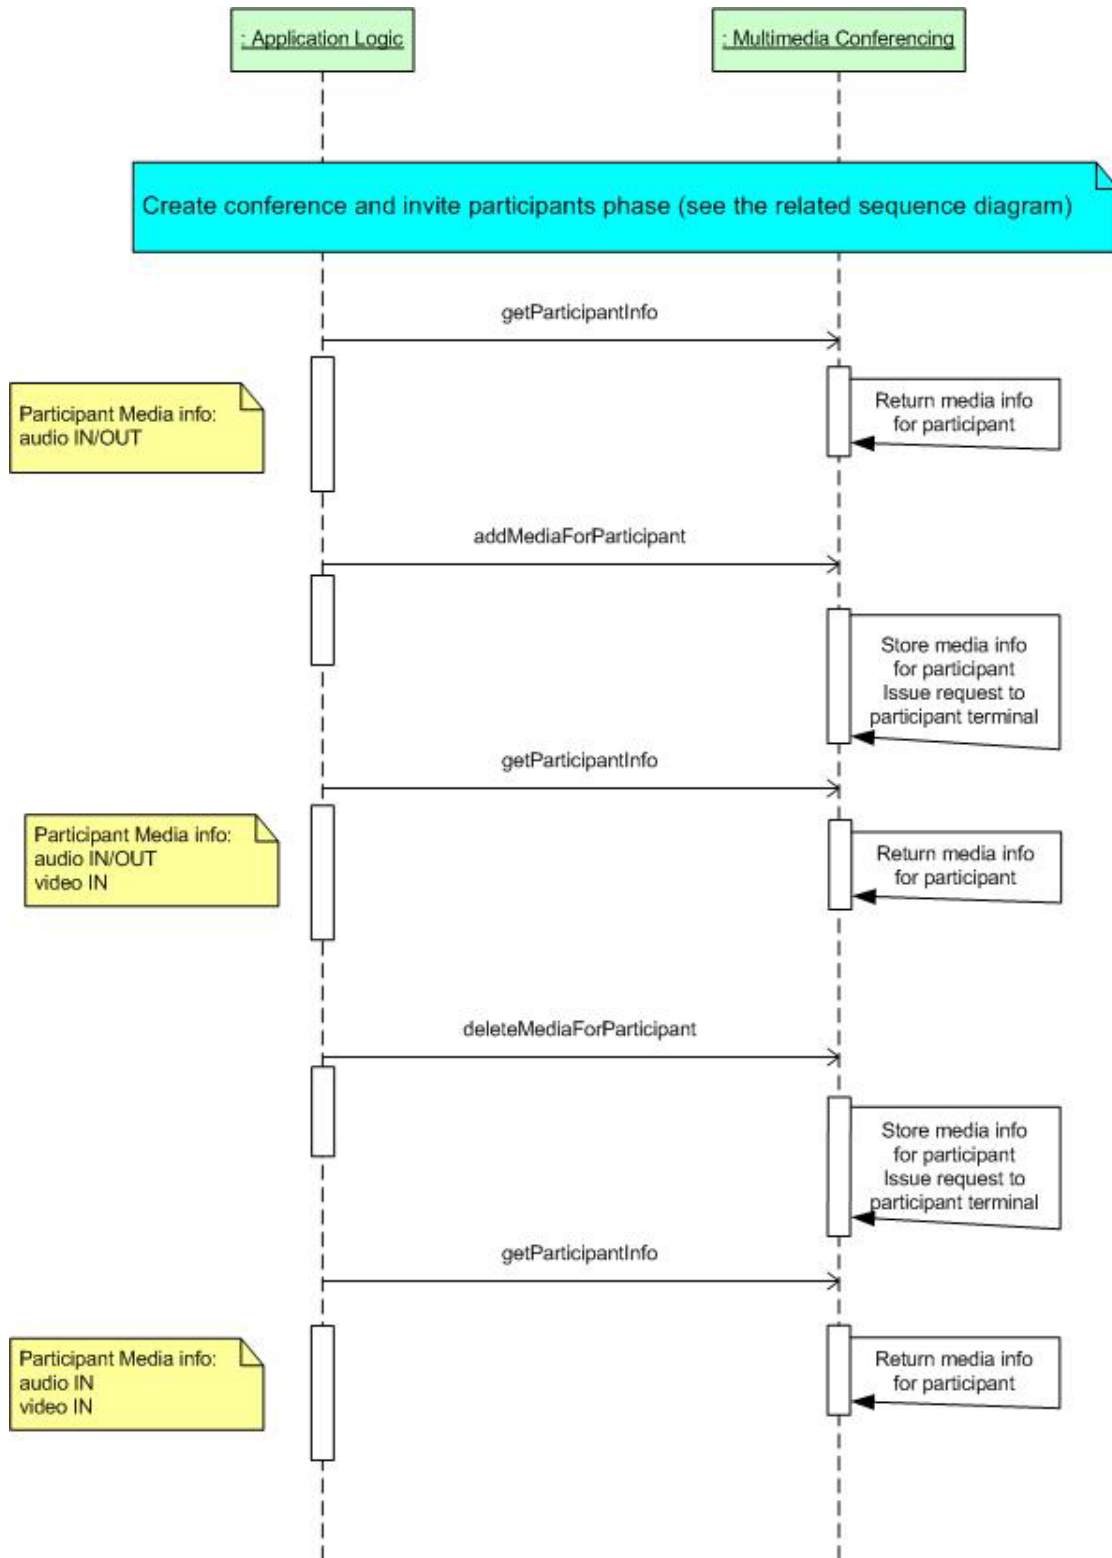 : Application Logic
: Multimedia Conferencing
Create conference and invite participants phase (see the related sequence diagram)
getParticipantInfo
Participant Media info:
audio IN/OUT
Return media info
for participant
addMediaForParticipant
Store media info
for participant
Issue request to
participant terminal
getParticipantInfo
Participant Media info:
audio IN/OUT
video IN
Return media info
for participant
deleteMediaForParticipant
Store media info
for participant
Issue request to
participant terminal
getParticipantInfo
Participant Media info:
audio IN
video IN
Return media info
for participant